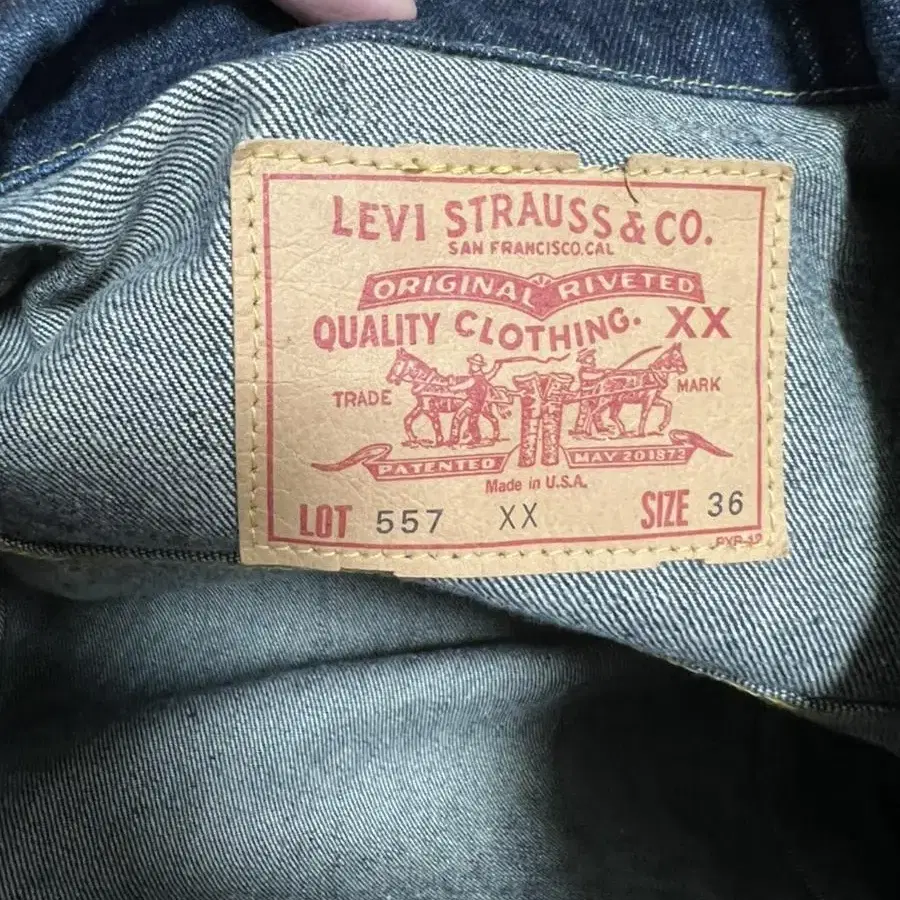 LEVI STRAUSS & CO.
SAN FRANCISCO, CAL
ORIGINAL RIVETED
QUALITY CLOTHING. XX
TRADE MARK
PATENTED MAY 20 1873
Made in U.S.A.
LOT 557 XX SIZE 36